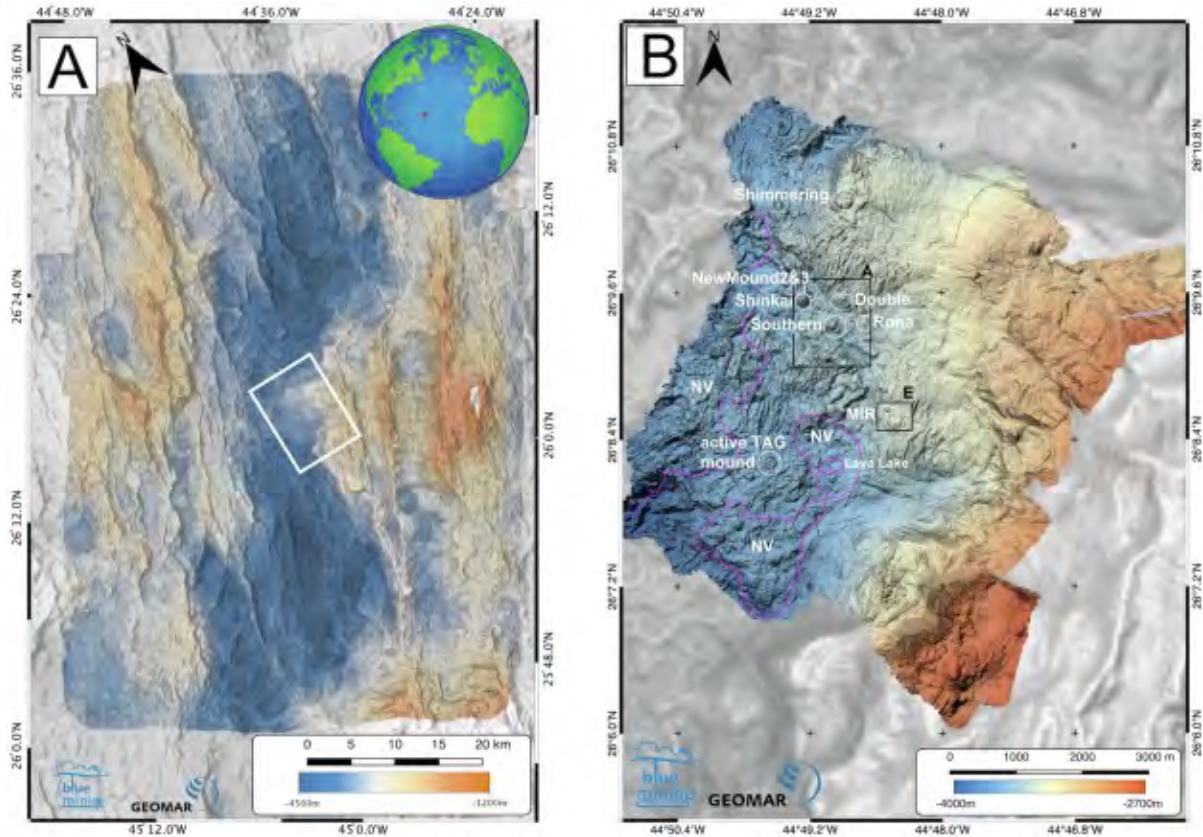 44°48.0'W 44°36.0'W 44°24.0'W
A
N
26°36.0'N
26°24.0'N
26°12.0'N
26°0.0'N
26°12.0'N
26°0.0'N
25°48.0'N
0 5 10 15 20 km
-4500m -1200m
blue
mining
GEOMAR
45°12.0'W 45°0.0'W
44°50.4'W 44°49.2'W 44°48.0'W 44°46.8'W
B
N
26°10.8'N
26°9.6'N
26°8.4'N
26°7.2'N
26°6.0'N
26°10.8'N
26°9.6'N
26°8.4'N
26°7.2'N
26°6.0'N
Shimmering
A
NewMound2&3
Shinkai
Double
Southern
Rona
NV
E
MIR
NV
active TAG
mound
Lava Lake
NV
0 1000 2000 3000 m
-4000m -2700m
blue
mining
GEOMAR
44°50.4'W 44°49.2'W 44°48.0'W 44°46.8'W